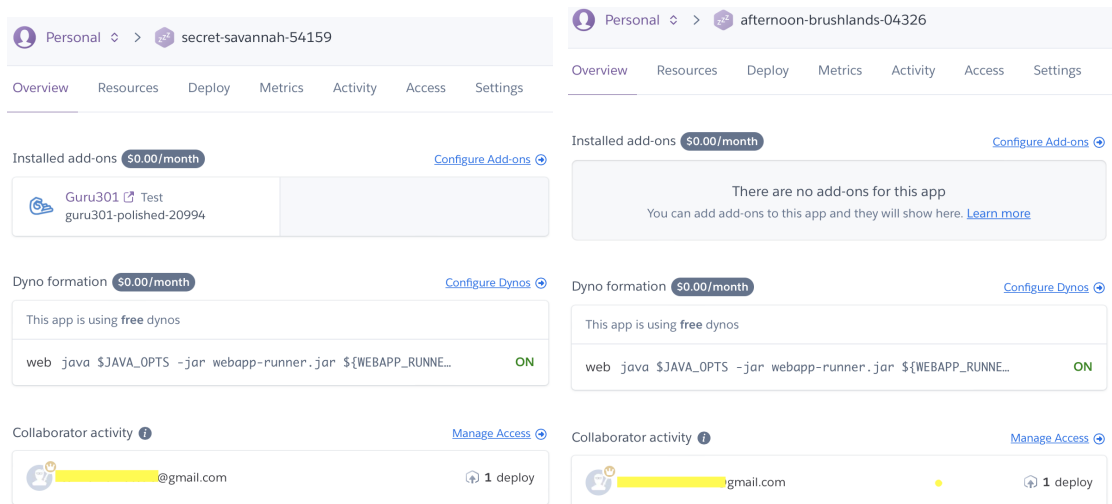 Personal > secret-savannah-54159
Overview Resources Deploy Metrics Activity Access Settings
Installed add-ons $0.00/month Configure Add-ons
Guru301 Test
guru301-polished-20994
Dyno formation $0.00/month Configure Dynos
This app is using free dynos
web java $JAVA_OPTS -jar webapp-runner.jar ${WEBAPP_RUNNE… ON
Collaborator activity i Manage Access
@gmail.com 1 deploy
Personal > afternoon-brushlands-04326
Overview Resources Deploy Metrics Activity Access Settings
Installed add-ons $0.00/month Configure Add-ons
There are no add-ons for this app
You can add add-ons to this app and they will show here. Learn more
Dyno formation $0.00/month Configure Dynos
This app is using free dynos
web java $JAVA_OPTS -jar webapp-runner.jar ${WEBAPP_RUNNE… ON
Collaborator activity i Manage Access
gmail.com 1 deploy